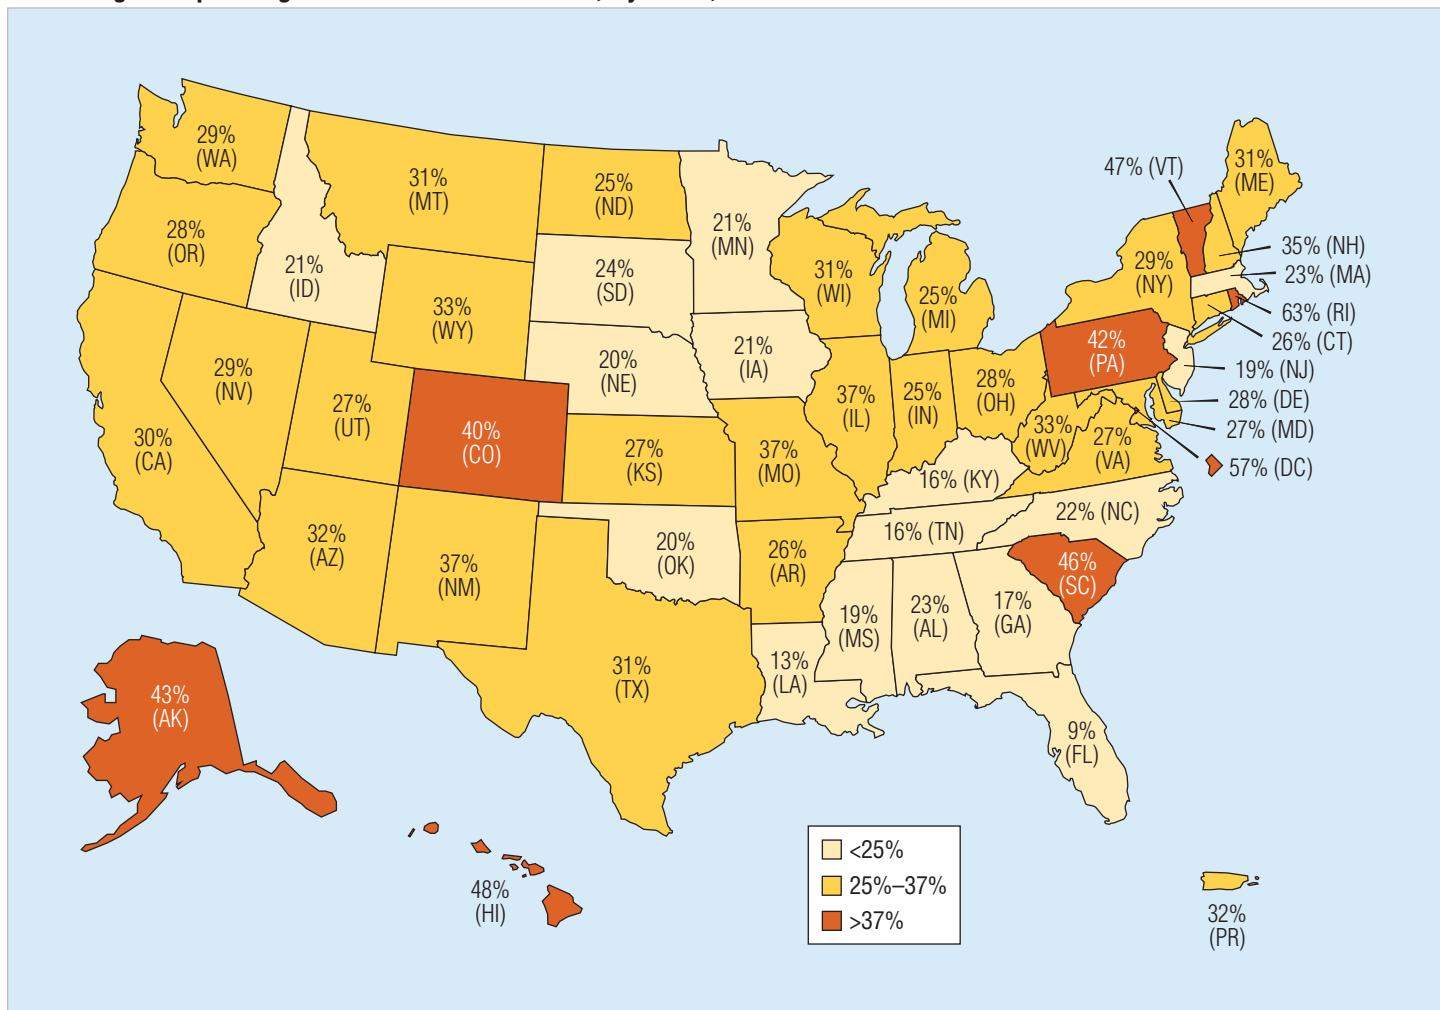 29%
(WA)
28%
(OR)
21%
(ID)
31%
(MT)
25%
(ND)
24%
(SD)
21%
(MN)
31%
(WI)
25%
(MI)
33%
(WY)
20%
(NE)
21%
(IA)
29%
(NV)
27%
(UT)
40%
(CO)
27%
(KS)
37%
(MO)
37%
(IL)
25%
(IN)
28%
(OH)
30%
(CA)
32%
(AZ)
37%
(NM)
20%
(OK)
26%
(AR)
31%
(TX)
13%
(LA)
19%
(MS)
23%
(AL)
17%
(GA)
9%
(FL)
46%
(SC)
22% (NC)
16% (TN)
16% (KY)
33%
(WV)
27%
(VA)
42%
(PA)
29%
(NY)
47% (VT)
31%
(ME)
35% (NH)
23% (MA)
63% (RI)
26% (CT)
19% (NJ)
28% (DE)
27% (MD)
57% (DC)
43%
(AK)
48%
(HI)
32%
(PR)
<25%
25%–37%
>37%